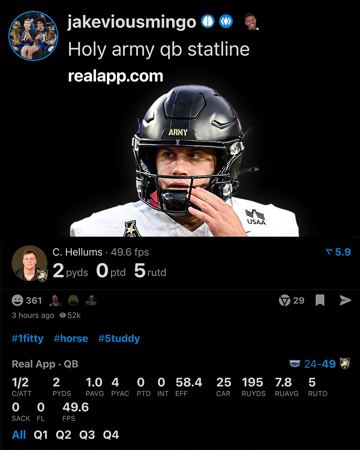 jakeviousmingo
Holy army qb statline
realapp.com
ARMY
USAA
C. Hellums · 49.6 fps
5.9
2 pyds 0 ptd 5 rutd
361
29
3 hours ago 52k
#1fitty #horse #5tuddy
Real App · QB
24-49
1/2 2 1.0 4 0 0 58.4 25 195 7.8 5
C/ATT PYDS PAVG PYAC PTD INT EFF CAR RUYDS RUAVG RUTD
0 0 49.6
SACK FL FPS
All Q1 Q2 Q3 Q4